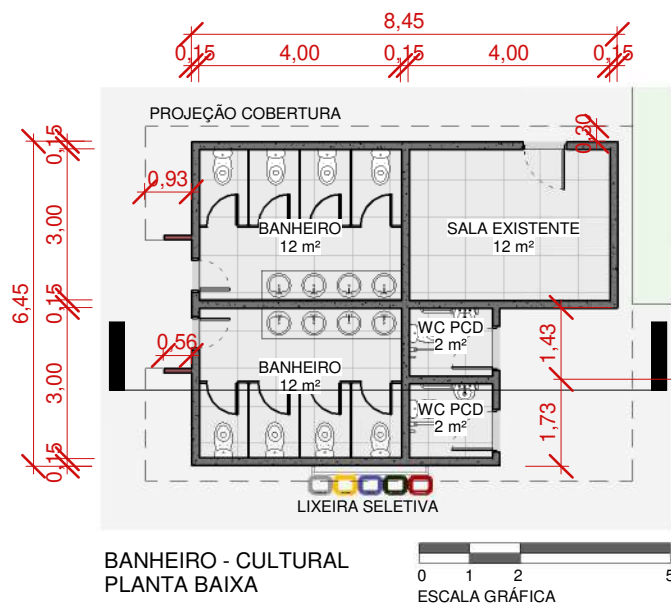 8,45
0,15 4,00 0,15 4,00 0,15
PROJEÇÃO COBERTURA
0,30
0,15
0,93
3,00
BANHEIRO
12 m²
SALA EXISTENTE
12 m²
6,45
0,15
WC PCD
2 m²
1,43
0,56
3,00
BANHEIRO
12 m²
WC PCD
2 m²
1,73
0,15
LIXEIRA SELETIVA
BANHEIRO - CULTURAL
PLANTA BAIXA
0 1 2 5
ESCALA GRÁFICA